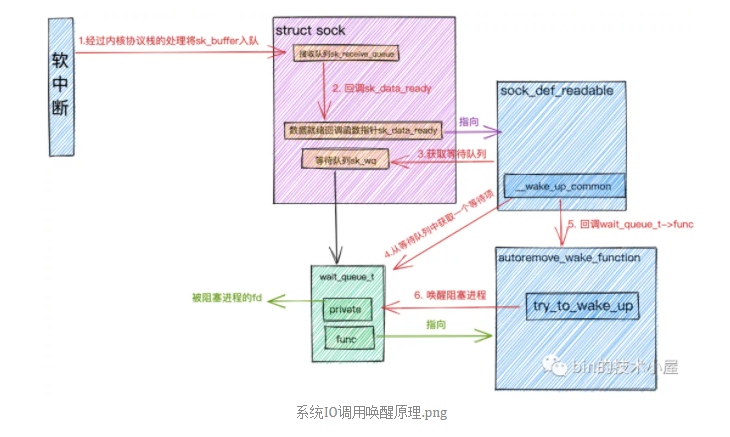 软中断
1.经过内核协议栈的处理将sk_buffer入队
struct sock
接收队列sk_receive_queue
2. 回调sk_data_ready
数据就绪回调函数指针sk_data_ready
指向
sock_def_readable
3.获取等待队列
等待队列sk_wq
__wake_up_common
4.从等待队列中获取一个等待项
5. 回调wait_queue_t->func
autoremove_wake_function
wait_queue_t
被阻塞进程的fd
private
6. 唤醒阻塞进程
try_to_wake_up
func
指向
bin的技术小屋
系统IO调用唤醒原理.png